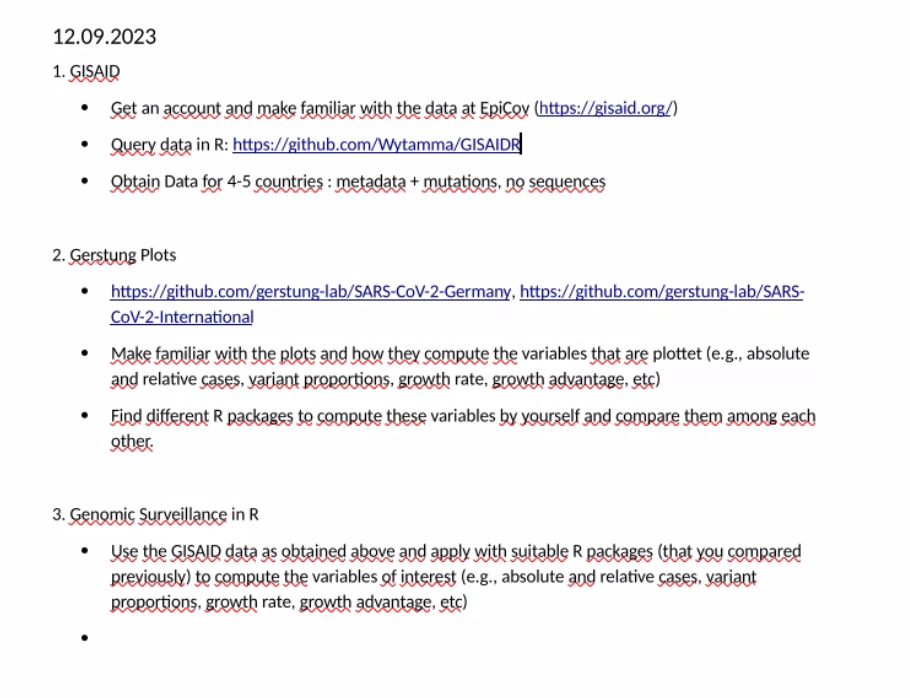 12.09.2023
1. GISAID
• Get an account and make familiar with the data at EpiCov (https://gisaid.org/)
• Query data in R: https://github.com/Wytamma/GISAIDR
• Obtain Data for 4-5 countries : metadata + mutations, no sequences
2. Gerstung Plots
• https://github.com/gerstung-lab/SARS-CoV-2-Germany, https://github.com/gerstung-lab/SARS-
CoV-2-International
• Make familiar with the plots and how they compute the variables that are plottet (e.g., absolute
and relative cases, variant proportions, growth rate, growth advantage, etc)
• Find different R packages to compute these variables by yourself and compare them among each
other.
3. Genomic Surveillance in R
• Use the GISAID data as obtained above and apply with suitable R packages (that you compared
previously) to compute the variables of interest (e.g., absolute and relative cases, variant
proportions, growth rate, growth advantage, etc)
•